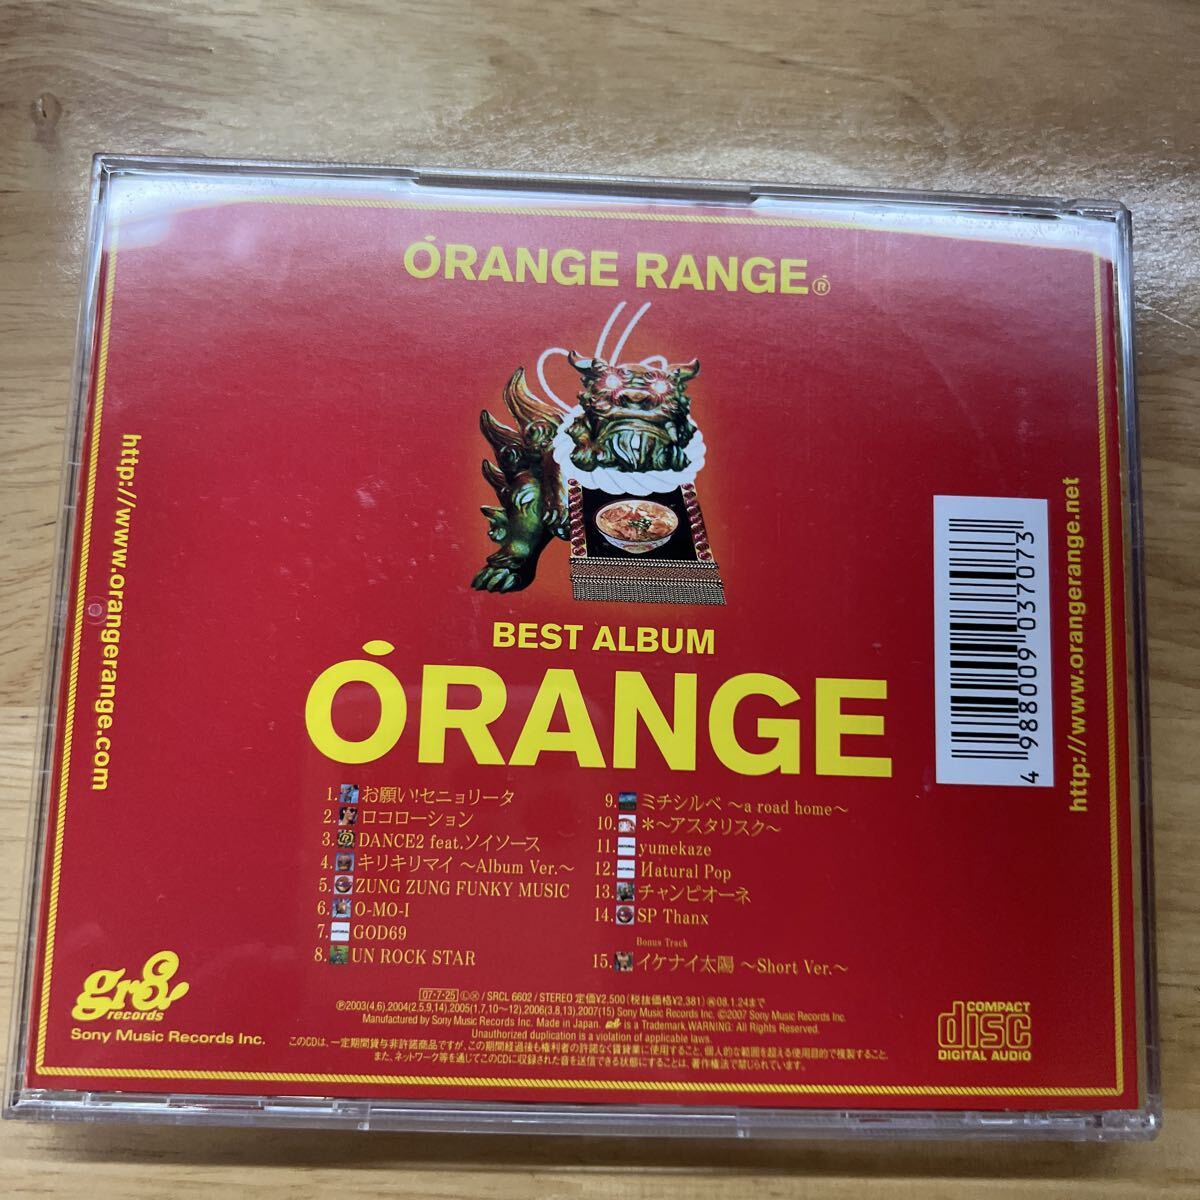 ORANGE RANGE®
http://www.orangerange.com
http://www.orangerange.net
4 988009 037073
BEST ALBUM
ORANGE
1. お願い!セニョリータ
2. ロコローション
3. DANCE2 feat.ソイソース
4. キリキリマイ 〜Album Ver.〜
5. ZUNG ZUNG FUNKY MUSIC
6. O-MO-I
7. GOD69
8. UN ROCK STAR
9. ミチシルベ 〜a road home〜
10. *〜アスタリスク〜
11. yumekaze
12. Иatural Pop
13. チャンピオーネ
14. SP Thanx
Bonus Track
15. イケナイ太陽 〜Short Ver.〜
gr8!
records
Sony Music Records Inc.
07・7・25 Ⓛ / SRCL 6602 / STEREO 定価¥2,500(税抜価格¥2,381) 08.1.24まで
℗2003(4,6),2004(2,5,9,14),2005(1,7,10〜12),2006(3,8,13),2007(15) Sony Music Records Inc. ©2007 Sony Music Records Inc.
Manufactured by Sony Music Records Inc. Made in Japan. gr8! is a Trademark WARNING: All Rights Reserved.
Unauthorized duplication is a violation of applicable laws.
このCDは、一定期間貸与非許諾商品ですが、この期間経過後も権利者の許諾なく賃貸業に使用すること、個人的な範囲を超える使用目的で複製すること、
また、ネットワーク等を通じてこのCDに収録された音を送信できる状態にすることは、著作権法で禁じられています。
COMPACT
disc
DIGITAL AUDIO